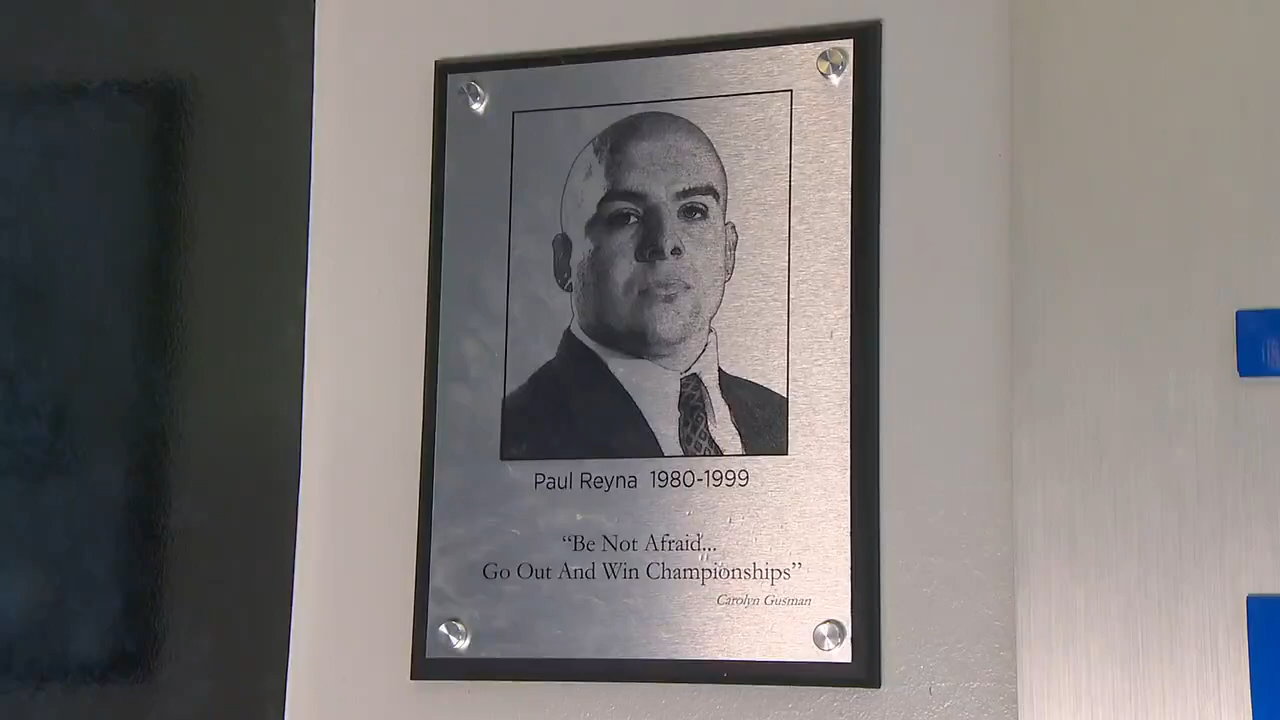 Paul Reyna 1980-1999
“Be Not Afraid...
Go Out And Win Championships”
Carolyn Gusman